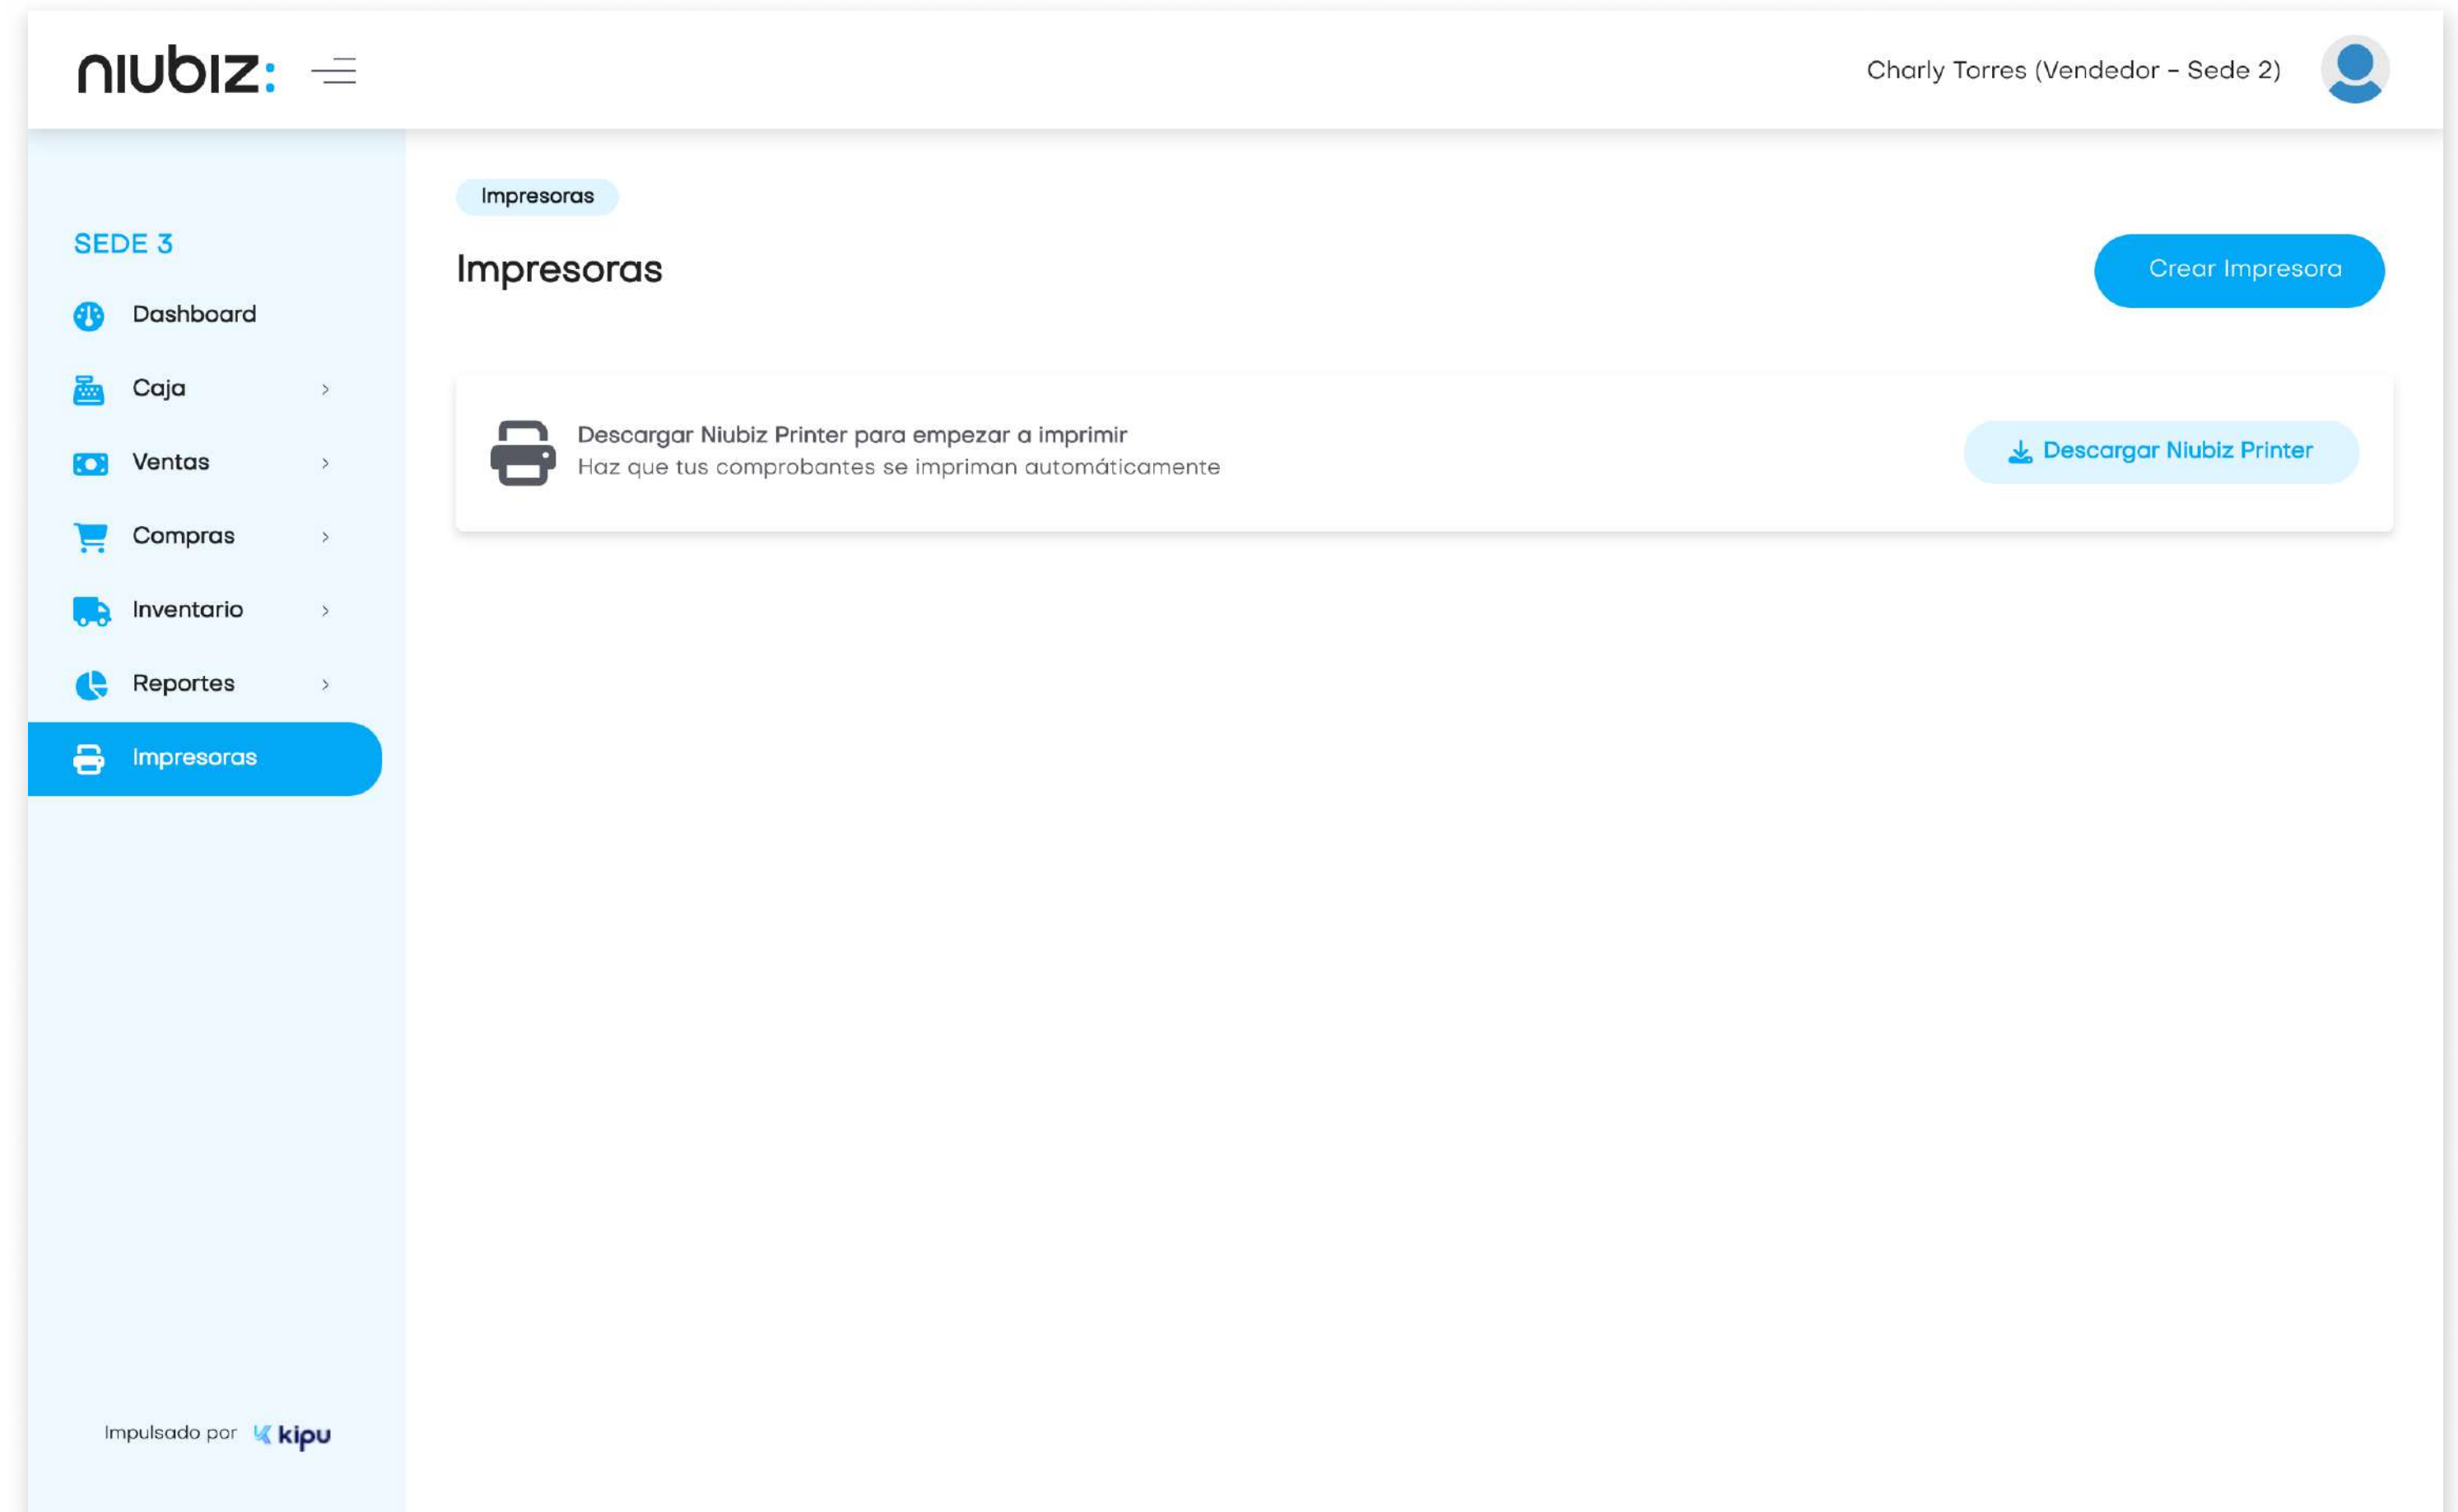 niubiz:
Charly Torres (Vendedor - Sede 2)
SEDE 3
Dashboard
Caja
Ventas
Compras
Inventario
Reportes
Impresoras
Impulsado por kipu
Impresoras
Impresoras
Crear Impresora
Descargar Niubiz Printer para empezar a imprimir
Haz que tus comprobantes se impriman automáticamente
Descargar Niubiz Printer